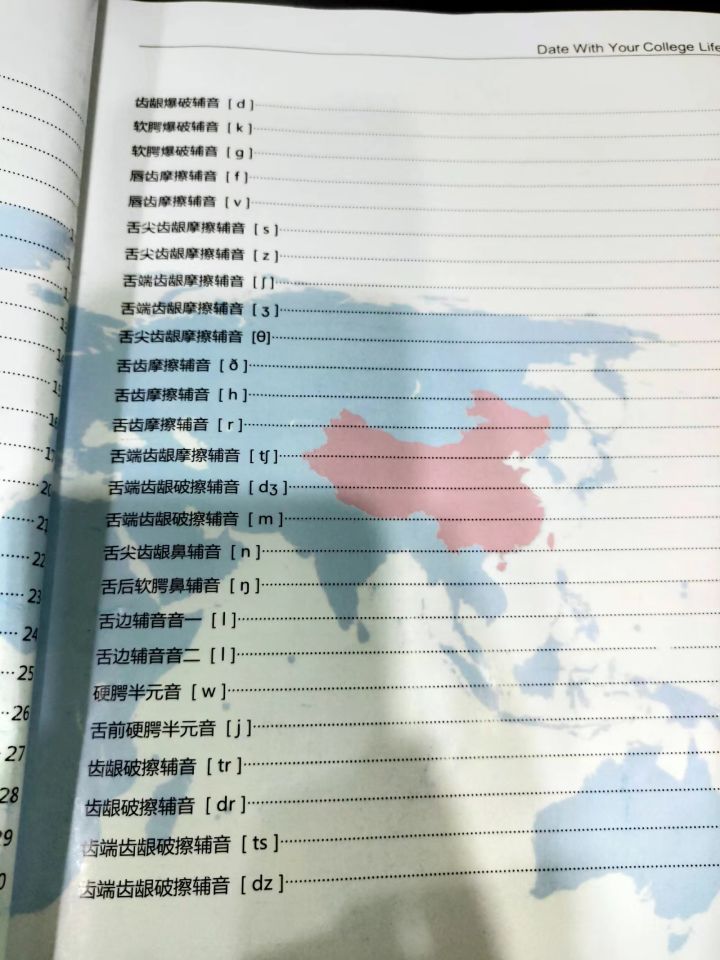 Date With Your College Life
齿龈爆破辅音 [ d ]
软腭爆破辅音 [ k ]
软腭爆破辅音 [ g ]
唇齿摩擦辅音 [ f ]
唇齿摩擦辅音 [ v ]
舌尖齿龈摩擦辅音 [ s ]
舌尖齿龈摩擦辅音 [ z ]
舌端齿龈摩擦辅音 [ ʃ ]
舌端齿龈摩擦辅音 [ ʒ ]
舌尖齿龈摩擦辅音 [θ]
舌齿摩擦辅音 [ ð ]
舌齿摩擦辅音 [ h ]
舌齿摩擦辅音 [ r ]
舌端齿龈摩擦辅音 [ tʃ ]
舌端齿龈破擦辅音 [ dʒ ]
舌端齿龈破擦辅音 [ m ]
舌尖齿龈鼻辅音 [ n ]
舌后软腭鼻辅音 [ ŋ ]
舌边辅音音一 [ l ]
舌边辅音音二 [ l ]
硬腭半元音 [ w ]
舌前硬腭半元音 [ j ]
齿龈破擦辅音 [ tr ]
齿龈破擦辅音 [ dr ]
齿端齿龈破擦辅音 [ ts ]
齿端齿龈破擦辅音 [ dz ]
20
21
22
23
24
25
26
27
28